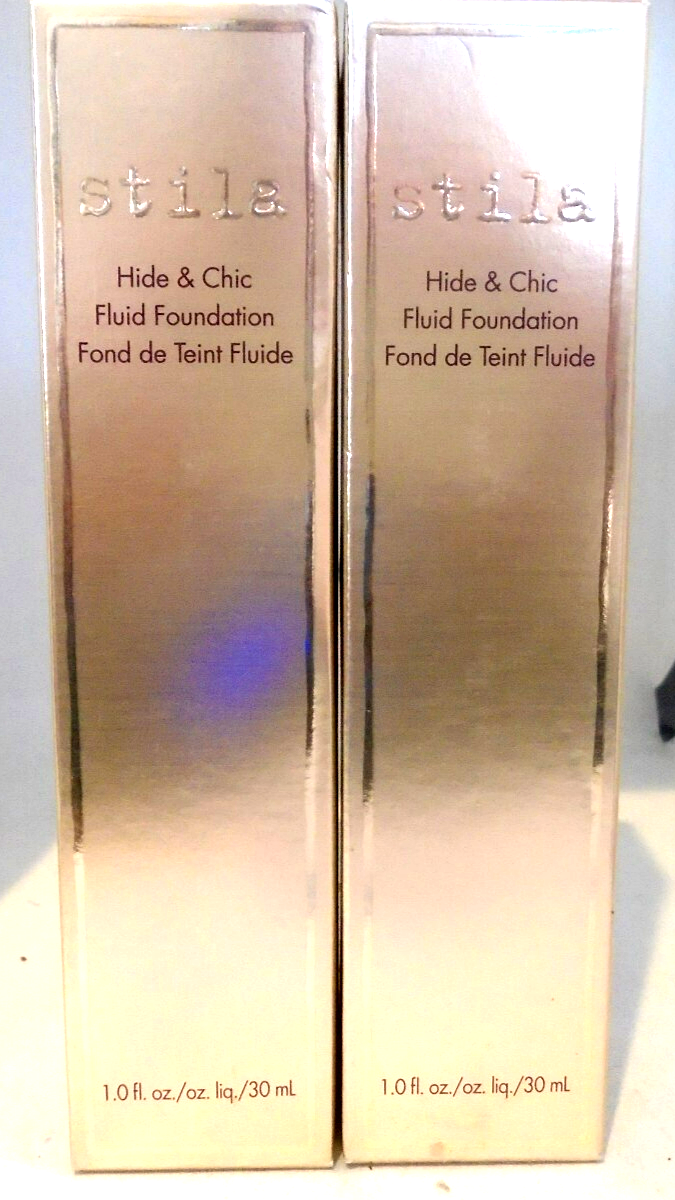 stila
Hide & Chic
Fluid Foundation
Fond de Teint Fluide
1.0 fl. oz./oz. liq./30 mL
stila
Hide & Chic
Fluid Foundation
Fond de Teint Fluide
1.0 fl. oz./oz. liq./30 mL